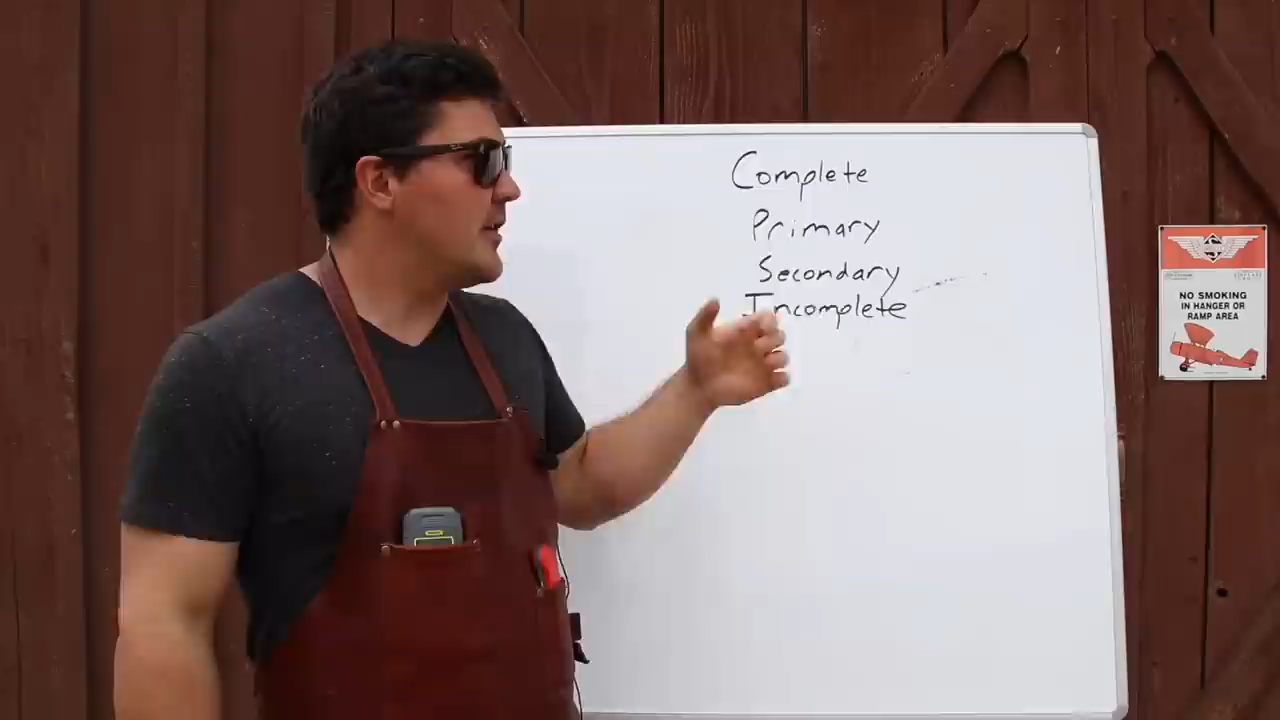 Complete
Primary
Secondary
Incomplete
NO SMOKING
IN HANGER OR
RAMP AREA